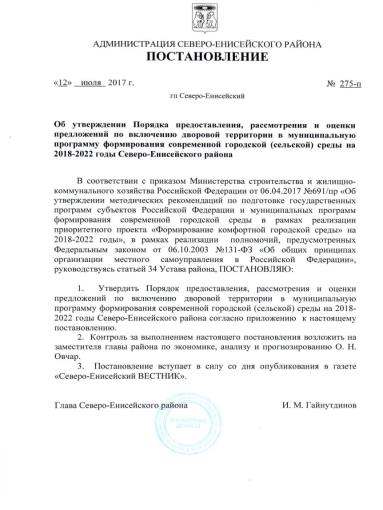 АДМИНИСТРАЦИЯ СЕВЕРО-ЕНИСЕЙСКОГО РАЙОНА
ПОСТАНОВЛЕНИЕ
«12» июля 2017 г. № 275-п
гп Северо-Енисейский
Об утверждении Порядка предоставления, рассмотрения и оценки
предложений по включению дворовой территории в муниципальную
программу формирования современной городской (сельской) среды на
2018-2022 годы Северо-Енисейского района
В соответствии с приказом Министерства строительства и жилищно-
коммунального хозяйства Российской Федерации от 06.04.2017 №691/пр «Об
утверждении методических рекомендаций по подготовке государственных
программ субъектов Российской Федерации и муниципальных программ
формирования современной городской среды в рамках реализации
приоритетного проекта «Формирование комфортной городской среды» на
2018-2022 годы», в рамках реализации полномочий, предусмотренных
Федеральным законом от 06.10.2003 №131-ФЗ «Об общих принципах
организации местного самоуправления в Российской Федерации»,
руководствуясь статьей 34 Устава района, ПОСТАНОВЛЯЮ:
1. Утвердить Порядок предоставления, рассмотрения и оценки
предложений по включению дворовой территории в муниципальную
программу формирования современной городской (сельской) среды на 2018-
2022 годы Северо-Енисейского района согласно приложению к настоящему
постановлению.
2. Контроль за выполнением настоящего постановления возложить на
заместителя главы района по экономике, анализу и прогнозированию О. Н.
Овчар.
3. Постановление вступает в силу со дня опубликования в газете
«Северо-Енисейский ВЕСТНИК».
Глава Северо-Енисейского района И. М. Гайнутдинов